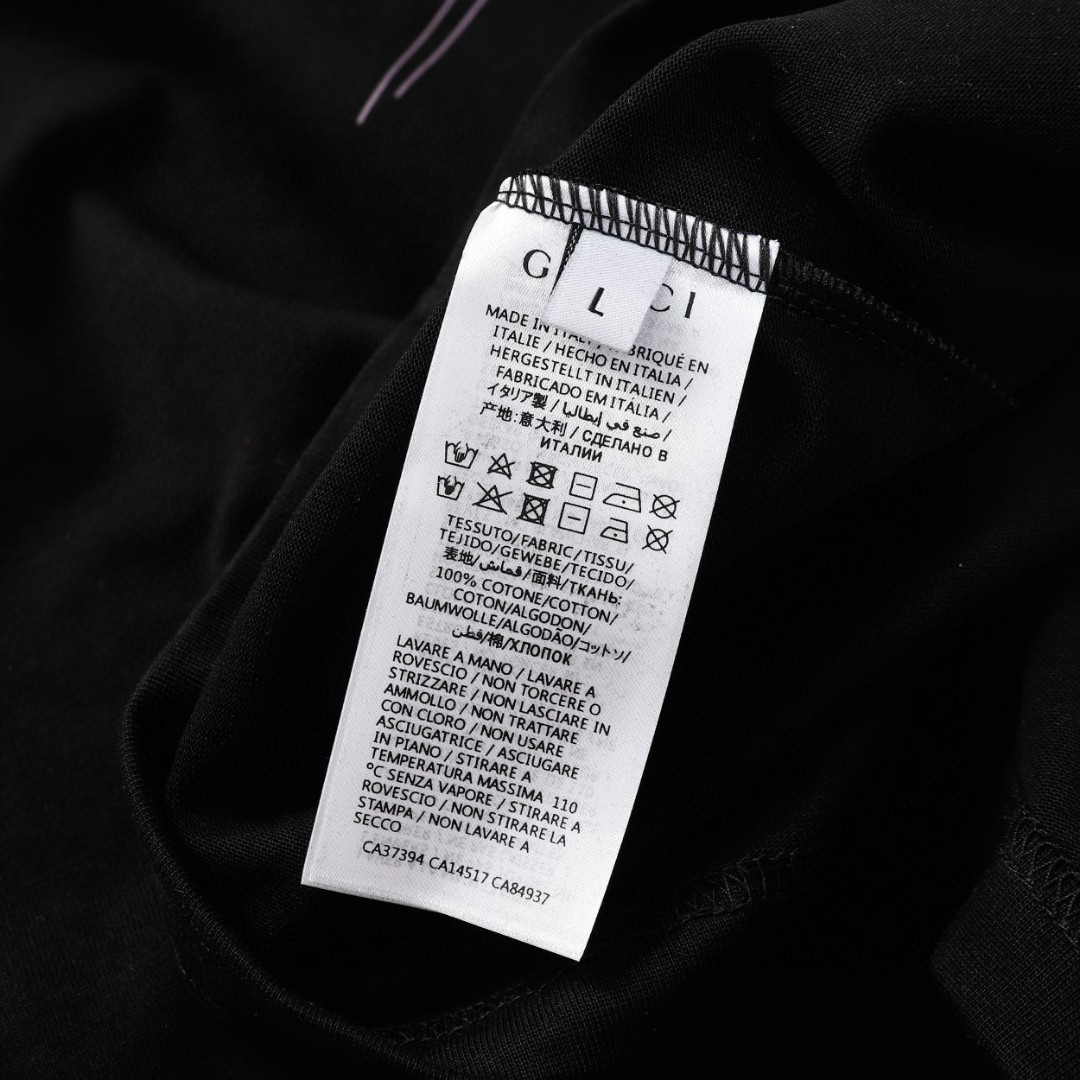 G CI
L
MADE IN ITALY / FABRIQUÉ EN
ITALIE / HECHO EN ITALIA /
HERGESTELLT IN ITALIEN /
FABRICADO EM ITÁLIA /
イタリア製 / صنع في إيطاليا /
产地:意大利 / СДЕЛАНО В
ИТАЛИИ
TESSUTO/FABRIC/TISSU/
TEJIDO/GEWEBE/TECIDO/
表地/قماش/面料/ТКАНЬ:
100% COTONE/COTTON/
COTON/ALGODON/
BAUMWOLLE/ALGODÃO/コットン/
قطن/棉/ХЛОПОК
LAVARE A MANO / LAVARE A
ROVESCIO / NON TORCERE O
STRIZZARE / NON LASCIARE IN
AMMOLLO / NON TRATTARE
CON CLORO / NON USARE
ASCIUGATRICE / ASCIUGARE
IN PIANO / STIRARE A
TEMPERATURA MASSIMA 110
°C SENZA VAPORE / STIRARE A
ROVESCIO / NON STIRARE LA
STAMPA / NON LAVARE A
SECCO
CA37394 CA14517 CA84937